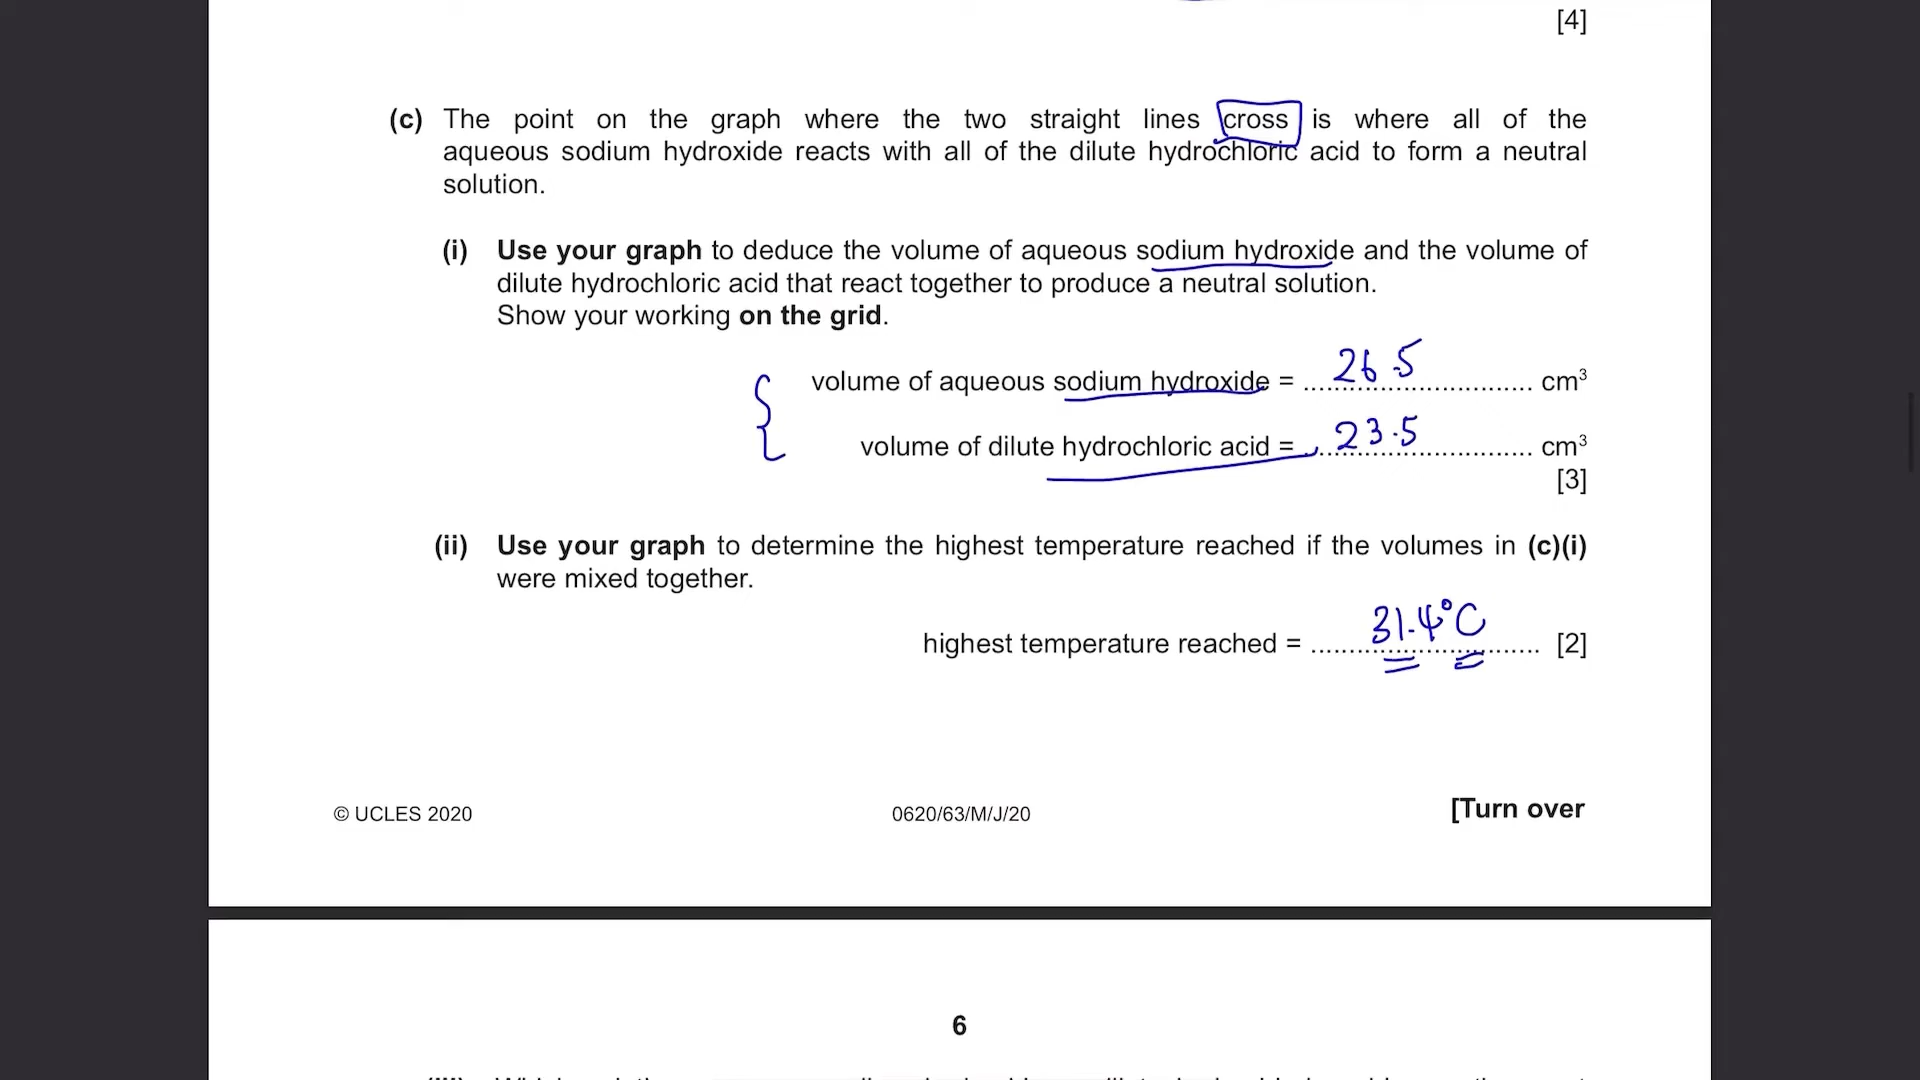 [4]
(c) The point on the graph where the two straight lines cross is where all of the
aqueous sodium hydroxide reacts with all of the dilute hydrochloric acid to form a neutral
solution.
(i) Use your graph to deduce the volume of aqueous sodium hydroxide and the volume of
dilute hydrochloric acid that react together to produce a neutral solution.
Show your working on the grid.
volume of aqueous sodium hydroxide = 26.5 cm³
volume of dilute hydrochloric acid = 23.5 cm³
[3]
(ii) Use your graph to determine the highest temperature reached if the volumes in (c)(i)
were mixed together.
highest temperature reached = 31.4°C [2]
© UCLES 2020 0620/63/M/J/20 [Turn over
6